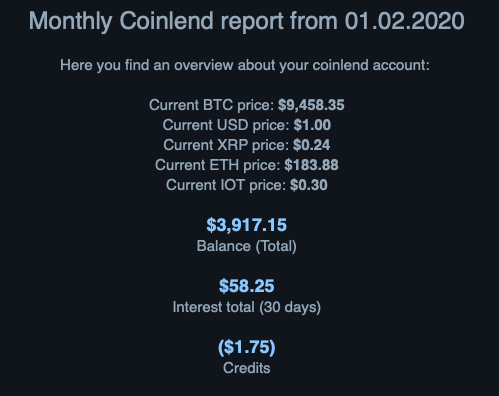 Monthly Coinlend report from 01.02.2020
Here you find an overview about your coinlend account:
Current BTC price: $9,458.35
Current USD price: $1.00
Current XRP price: $0.24
Current ETH price: $183.88
Current IOT price: $0.30
$3,917.15
Balance (Total)
$58.25
Interest total (30 days)
($1.75)
Credits